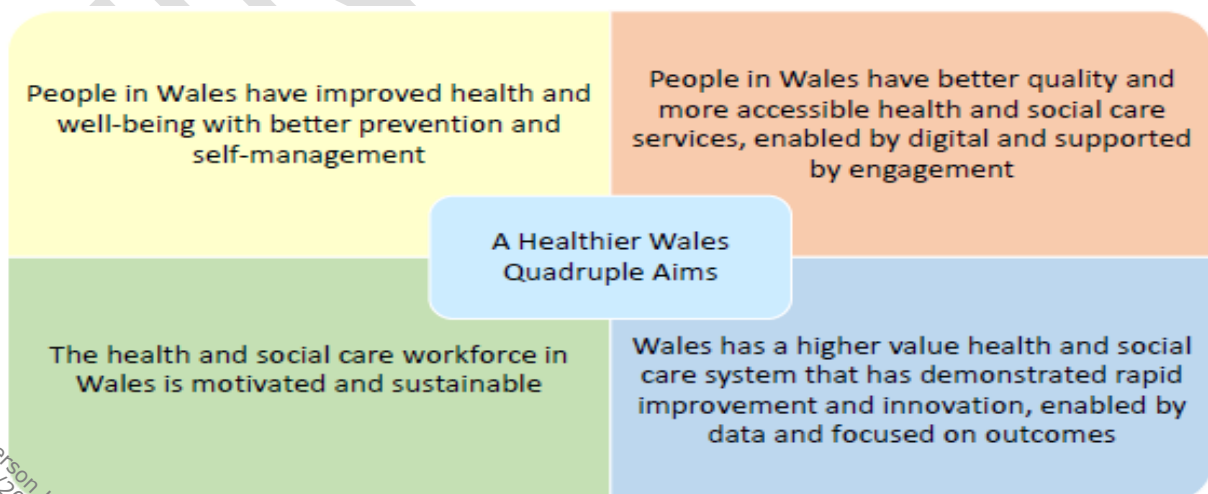 People in Wales have improved health and
well-being with better prevention and
self-management
People in Wales have better quality and
more accessible health and social care
services, enabled by digital and supported
by engagement
A Healthier Wales
Quadruple Aims
The health and social care workforce in
Wales is motivated and sustainable
Wales has a higher value health and social
care system that has demonstrated rapid
improvement and innovation, enabled by
data and focused on outcomes